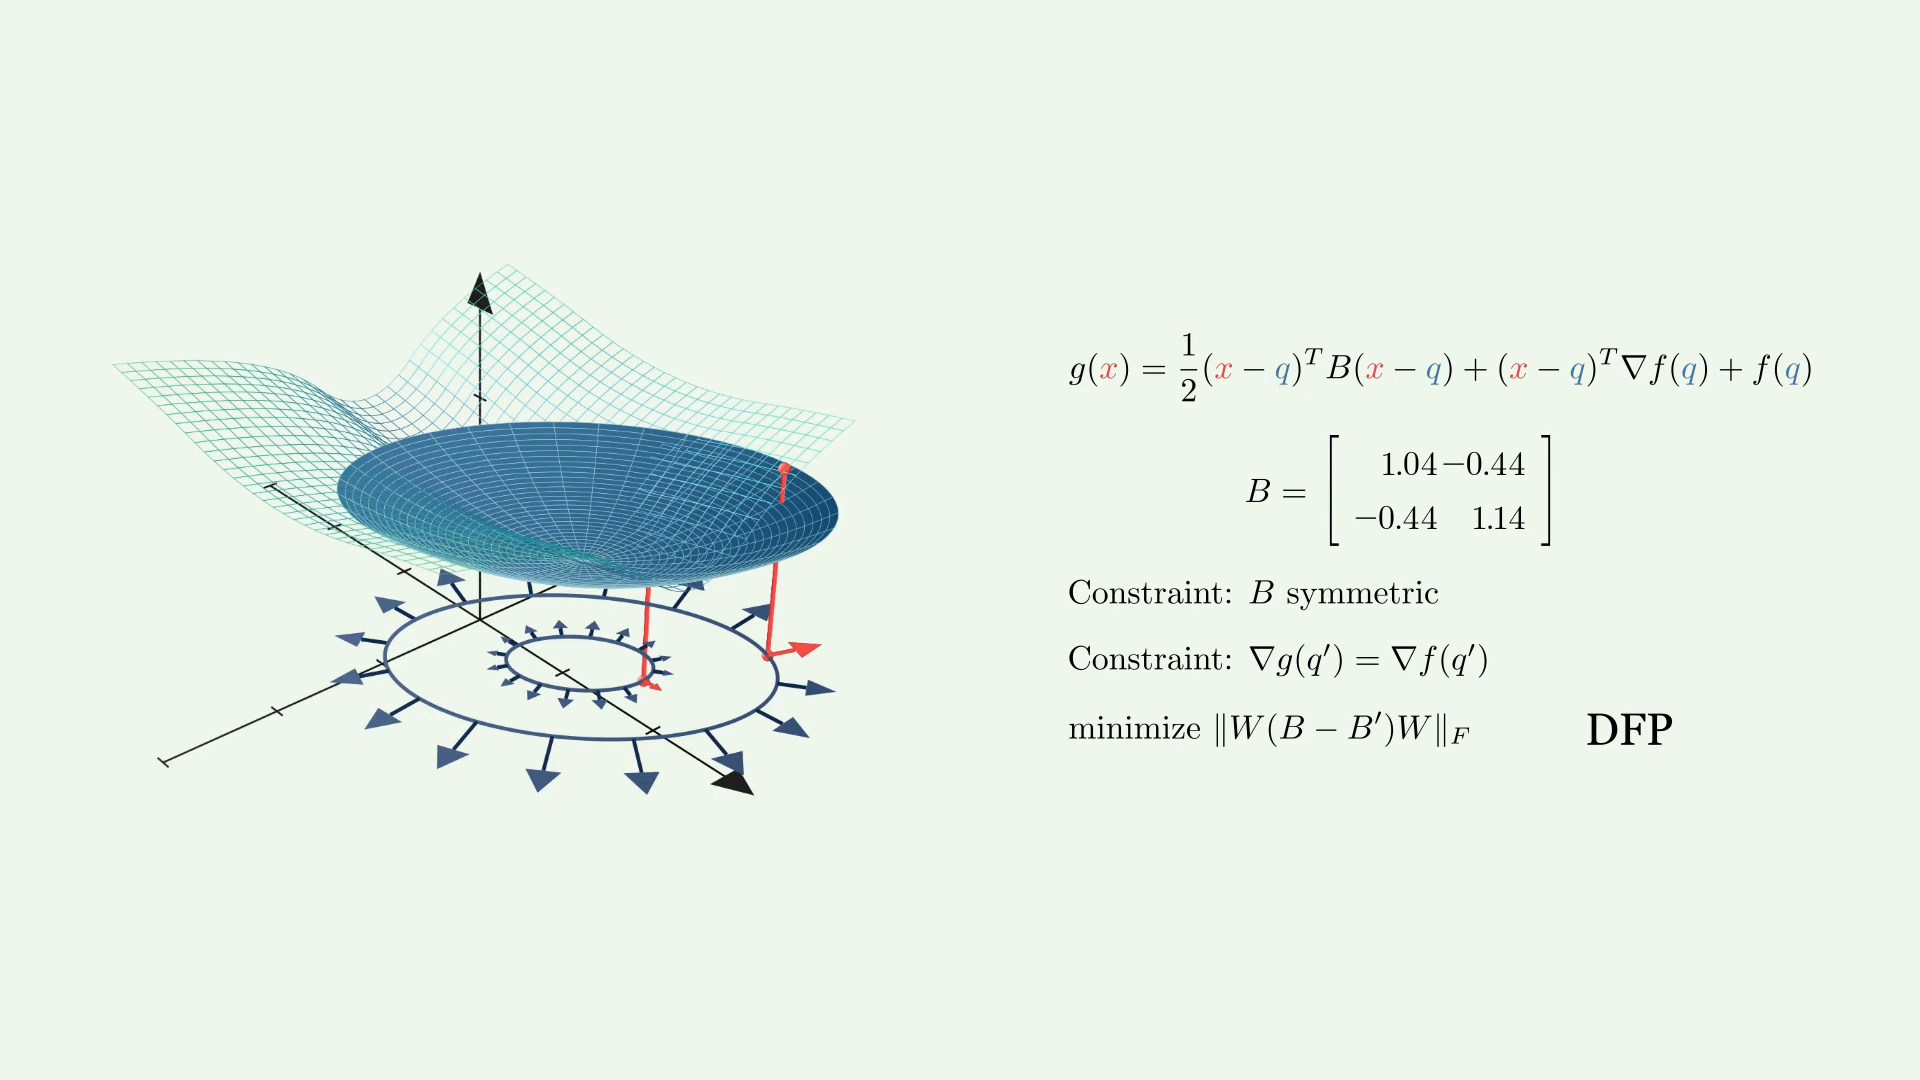 g(x) = 1/2 (x − q)^T B(x − q) + (x − q)^T ∇f(q) + f(q)
B = [ 1.04 −0.44
−0.44 1.14 ]
Constraint: B symmetric
Constraint: ∇g(q′) = ∇f(q′)
minimize ‖W(B − B′)W‖_F DFP